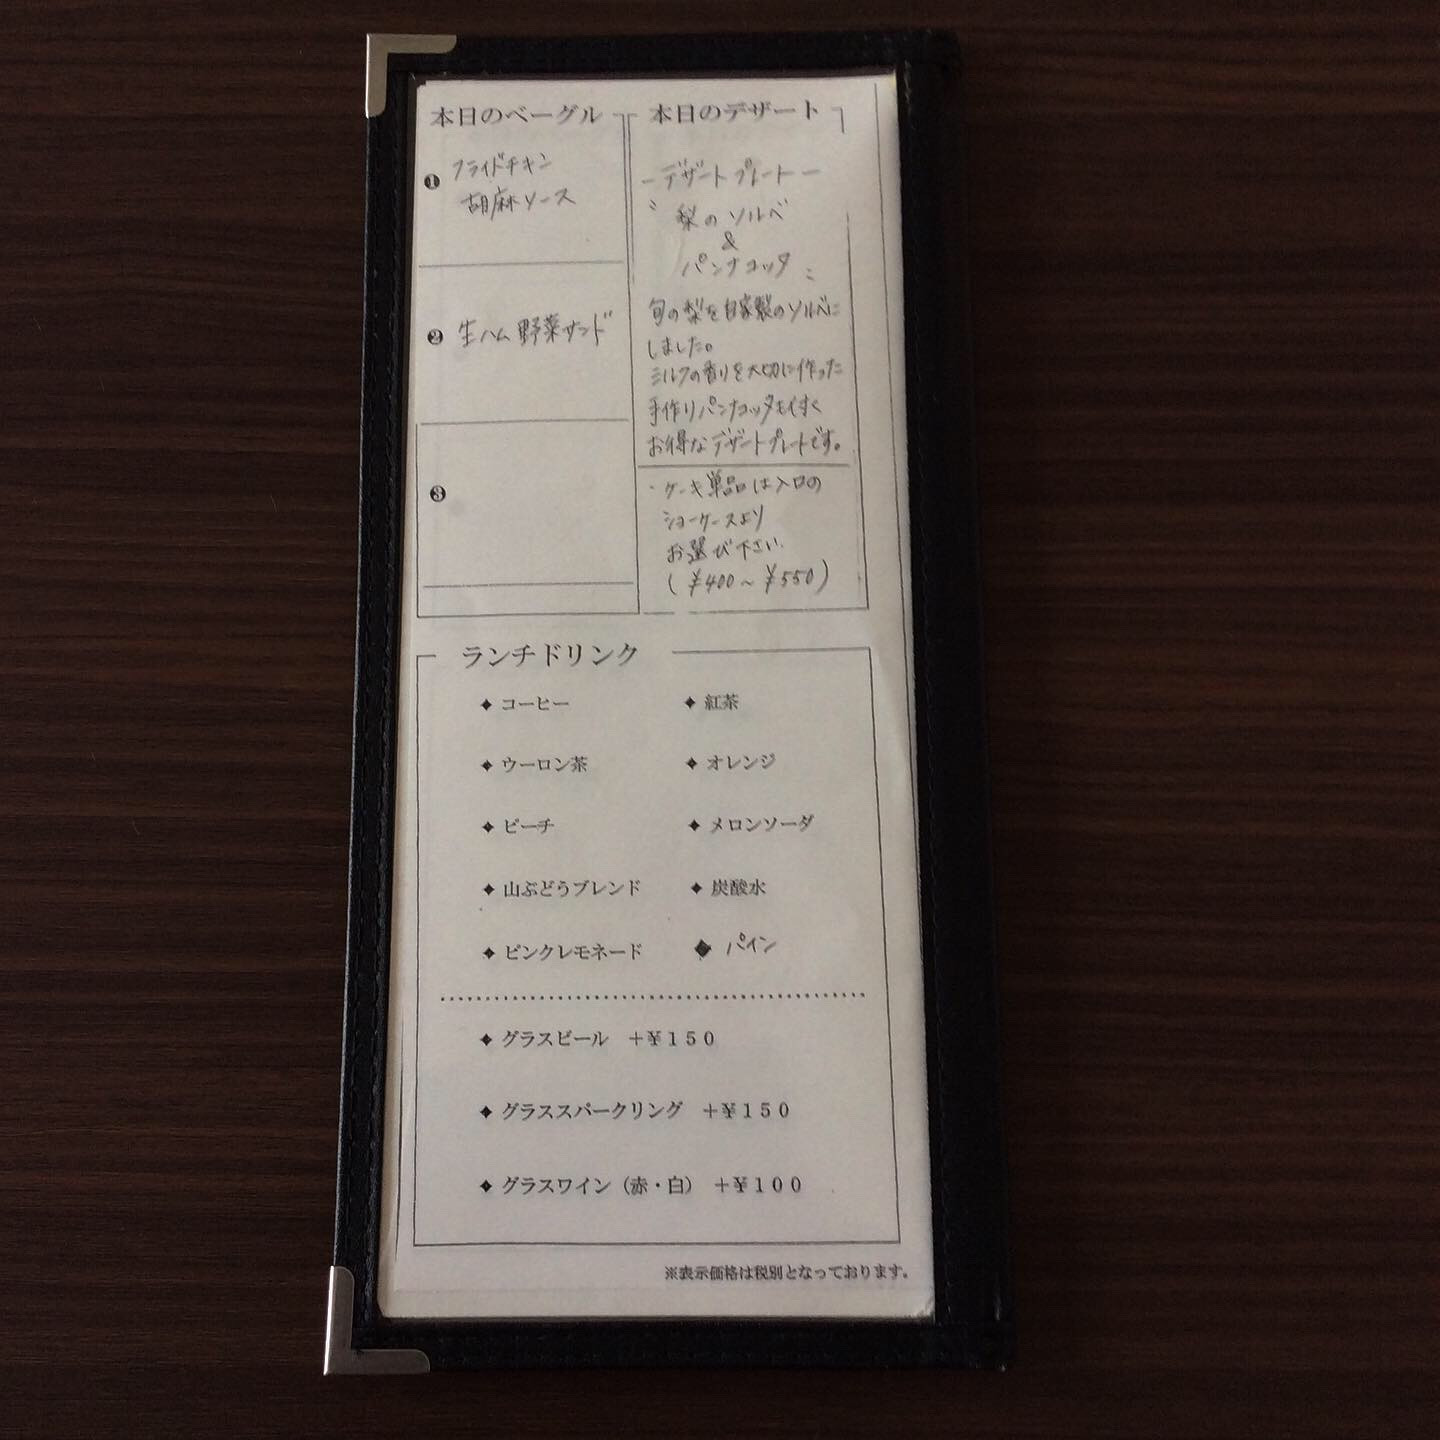 本日のベーグル
❶ フライドチキン
胡麻ソース
❷ 生ハム野菜サンド
❸
本日のデザート
ーデザートプレートー
梨のソルベ
&
パンナコッタ
旬の梨を自家製のソルベに
しました。
ミルクの香りを大切に作った
手作りパンナコッタも
お得なデザートプレートです。
・ケーキ単品は入口の
ショーケースより
お選び下さい
(¥400～¥550)
ランチドリンク
◆ コーヒー ◆ 紅茶
◆ ウーロン茶 ◆ オレンジ
◆ ピーチ ◆ メロンソーダ
◆ 山ぶどうブレンド ◆ 炭酸水
◆ ピンクレモネード ◆ パイン
◆ グラスビール +¥150
◆ グラススパークリング +¥150
◆ グラスワイン(赤・白) +¥100
※表示価格は税別となっております。